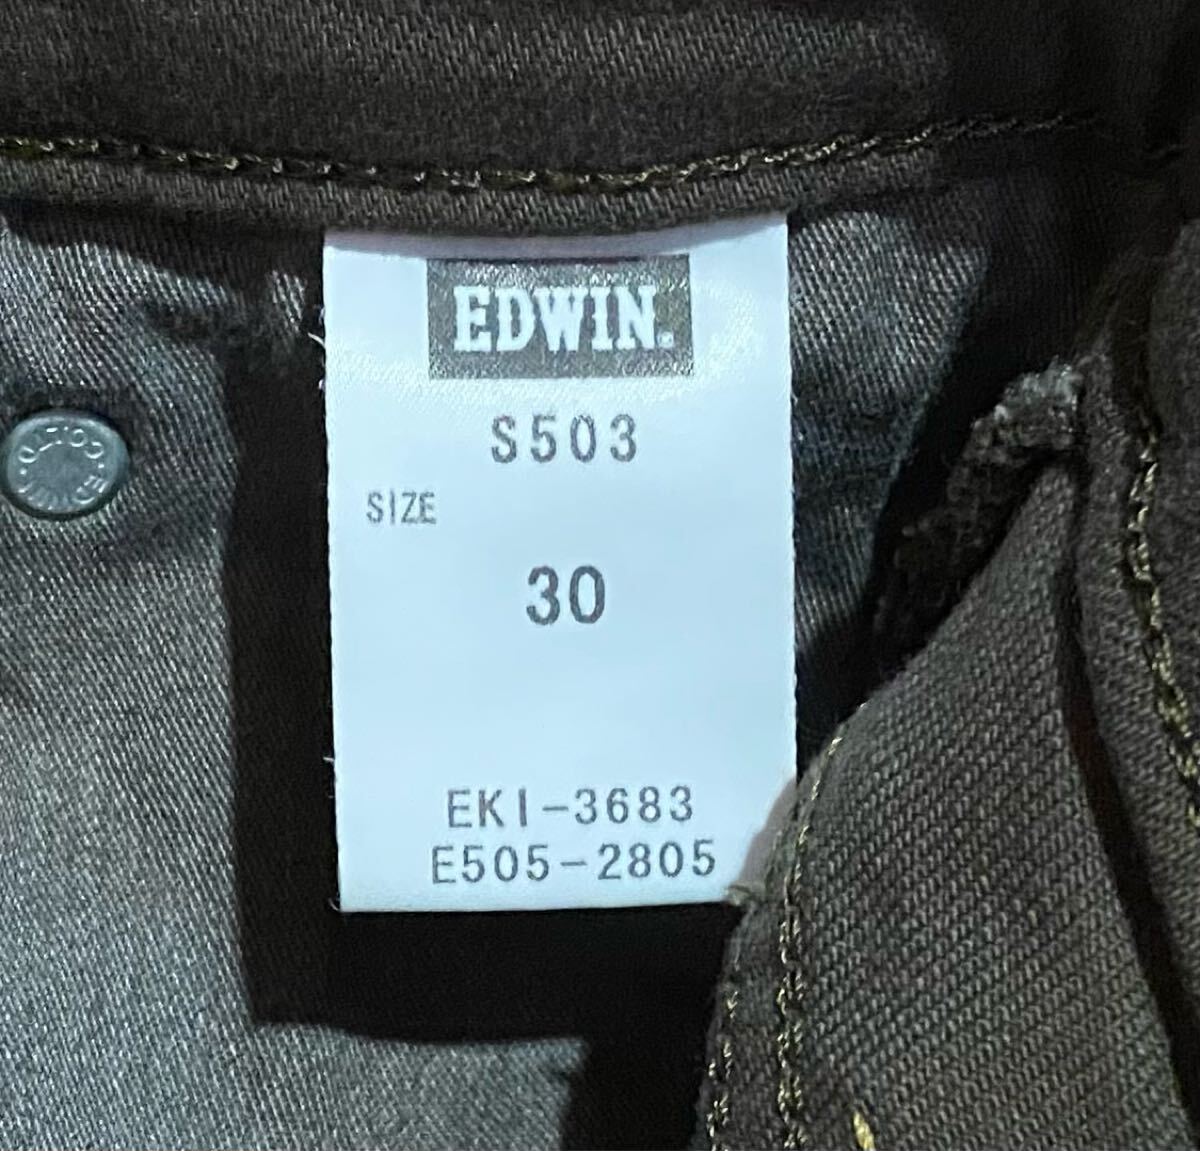 EDWIN.
S503
SIZE
30
EKI-3683
E505-2805